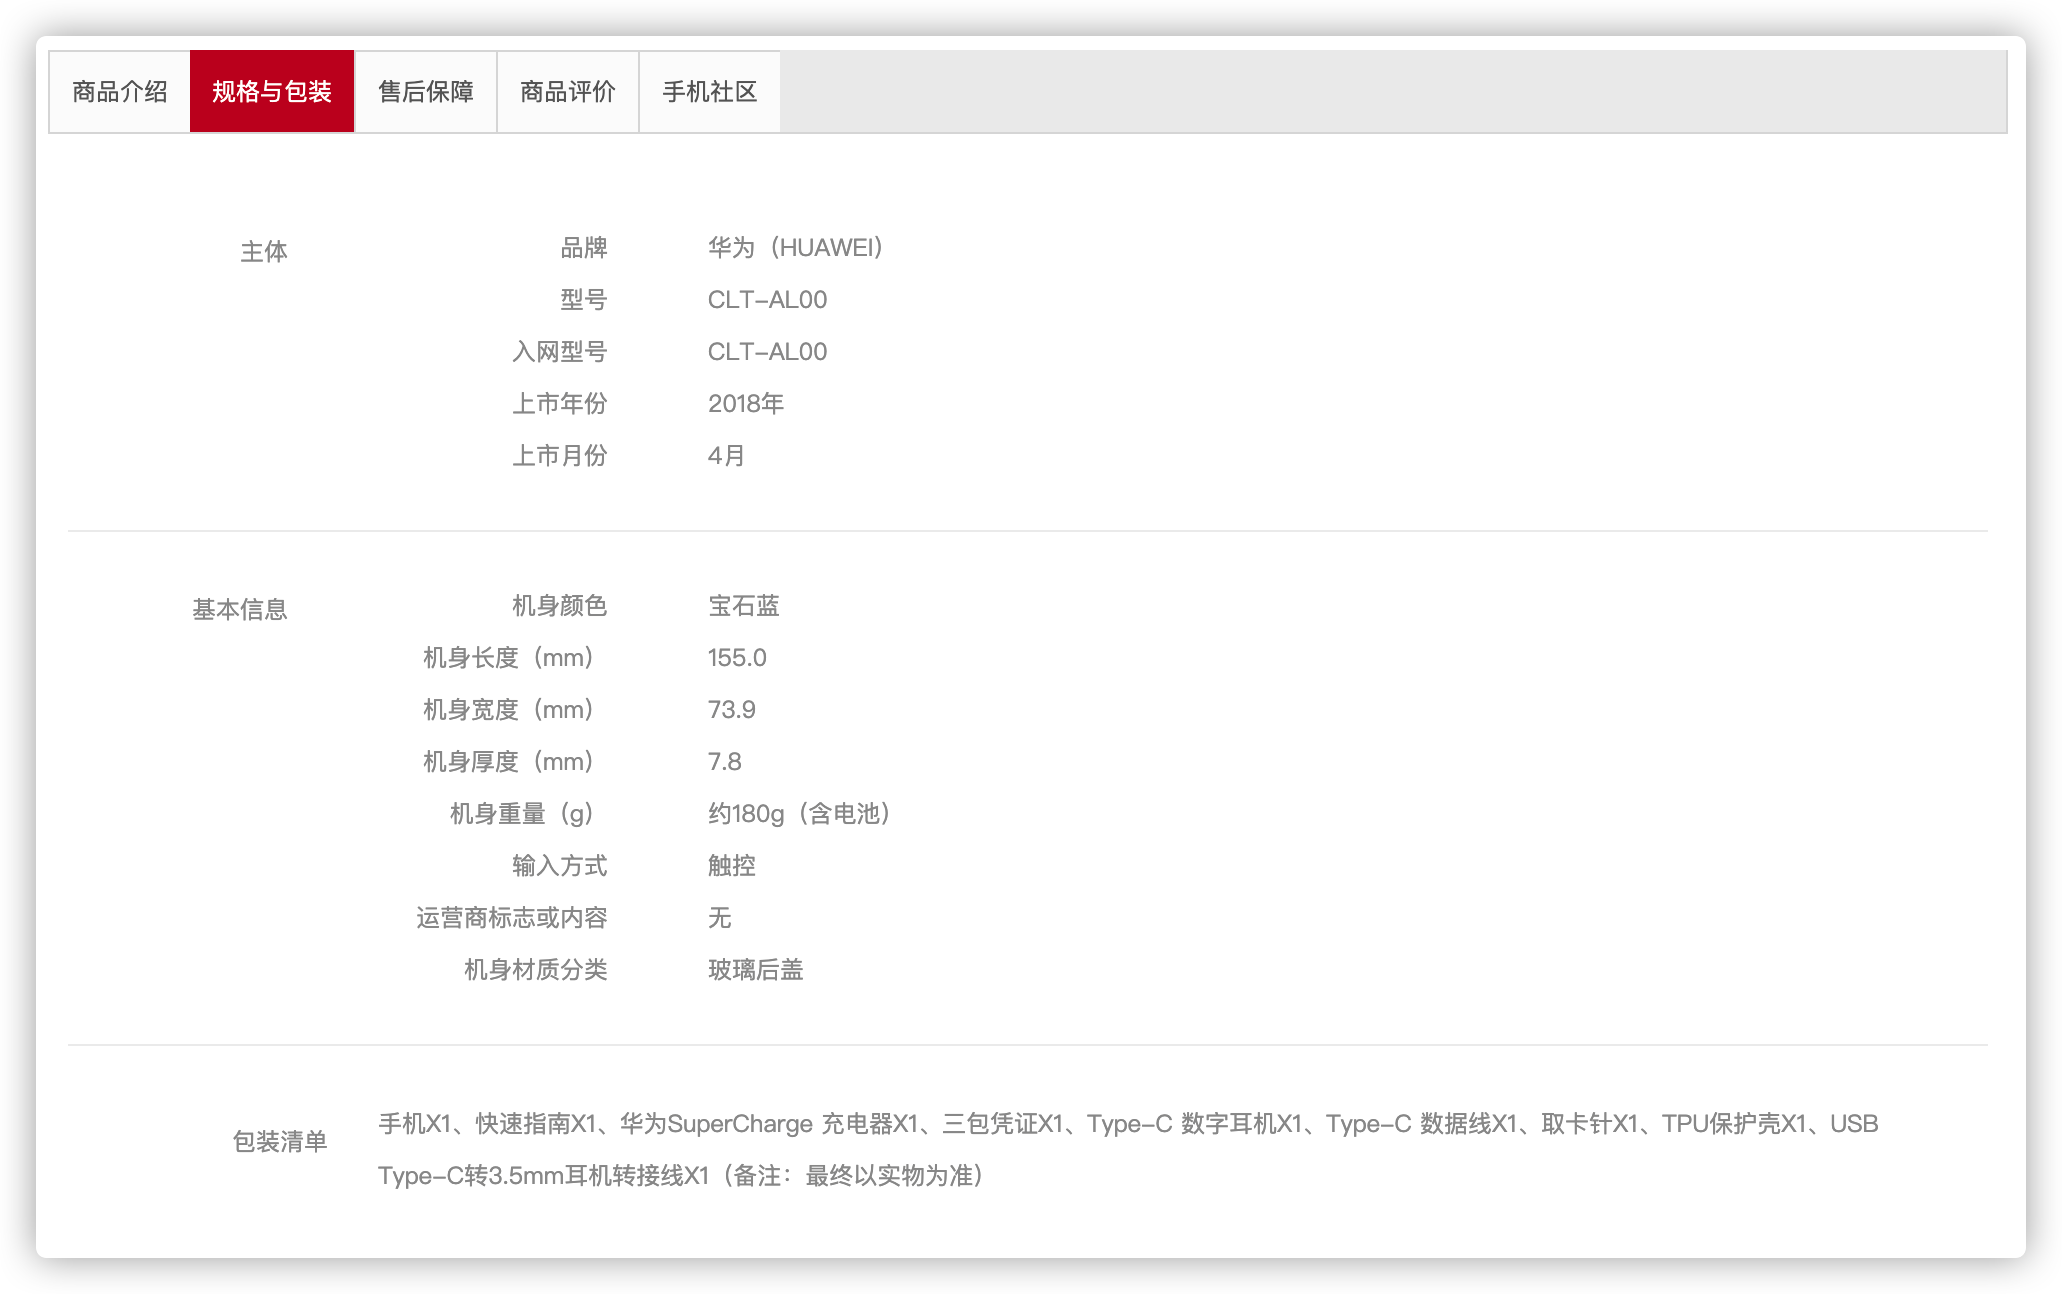 商品介绍 规格与包装 售后保障 商品评价 手机社区
主体 品牌 华为（HUAWEI）
型号 CLT-AL00
入网型号 CLT-AL00
上市年份 2018年
上市月份 4月
基本信息 机身颜色 宝石蓝
机身长度（mm） 155.0
机身宽度（mm） 73.9
机身厚度（mm） 7.8
机身重量（g） 约180g（含电池）
输入方式 触控
运营商标志或内容 无
机身材质分类 玻璃后盖
包装清单 手机X1、快速指南X1、华为SuperCharge 充电器X1、三包凭证X1、Type-C 数字耳机X1、Type-C 数据线X1、取卡针X1、TPU保护壳X1、USB
Type-C转3.5mm耳机转接线X1（备注：最终以实物为准）